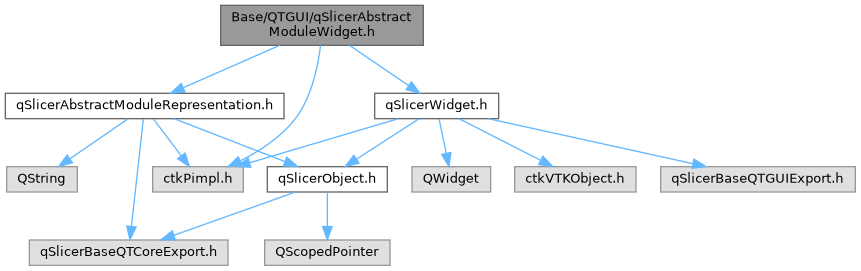 Base/QTGUI/qSlicerAbstract
ModuleWidget.h
qSlicerAbstractModuleRepresentation.h
qSlicerWidget.h
QString
ctkPimpl.h
qSlicerObject.h
QWidget
ctkVTKObject.h
qSlicerBaseQTGUIExport.h
qSlicerBaseQTCoreExport.h
QScopedPointer